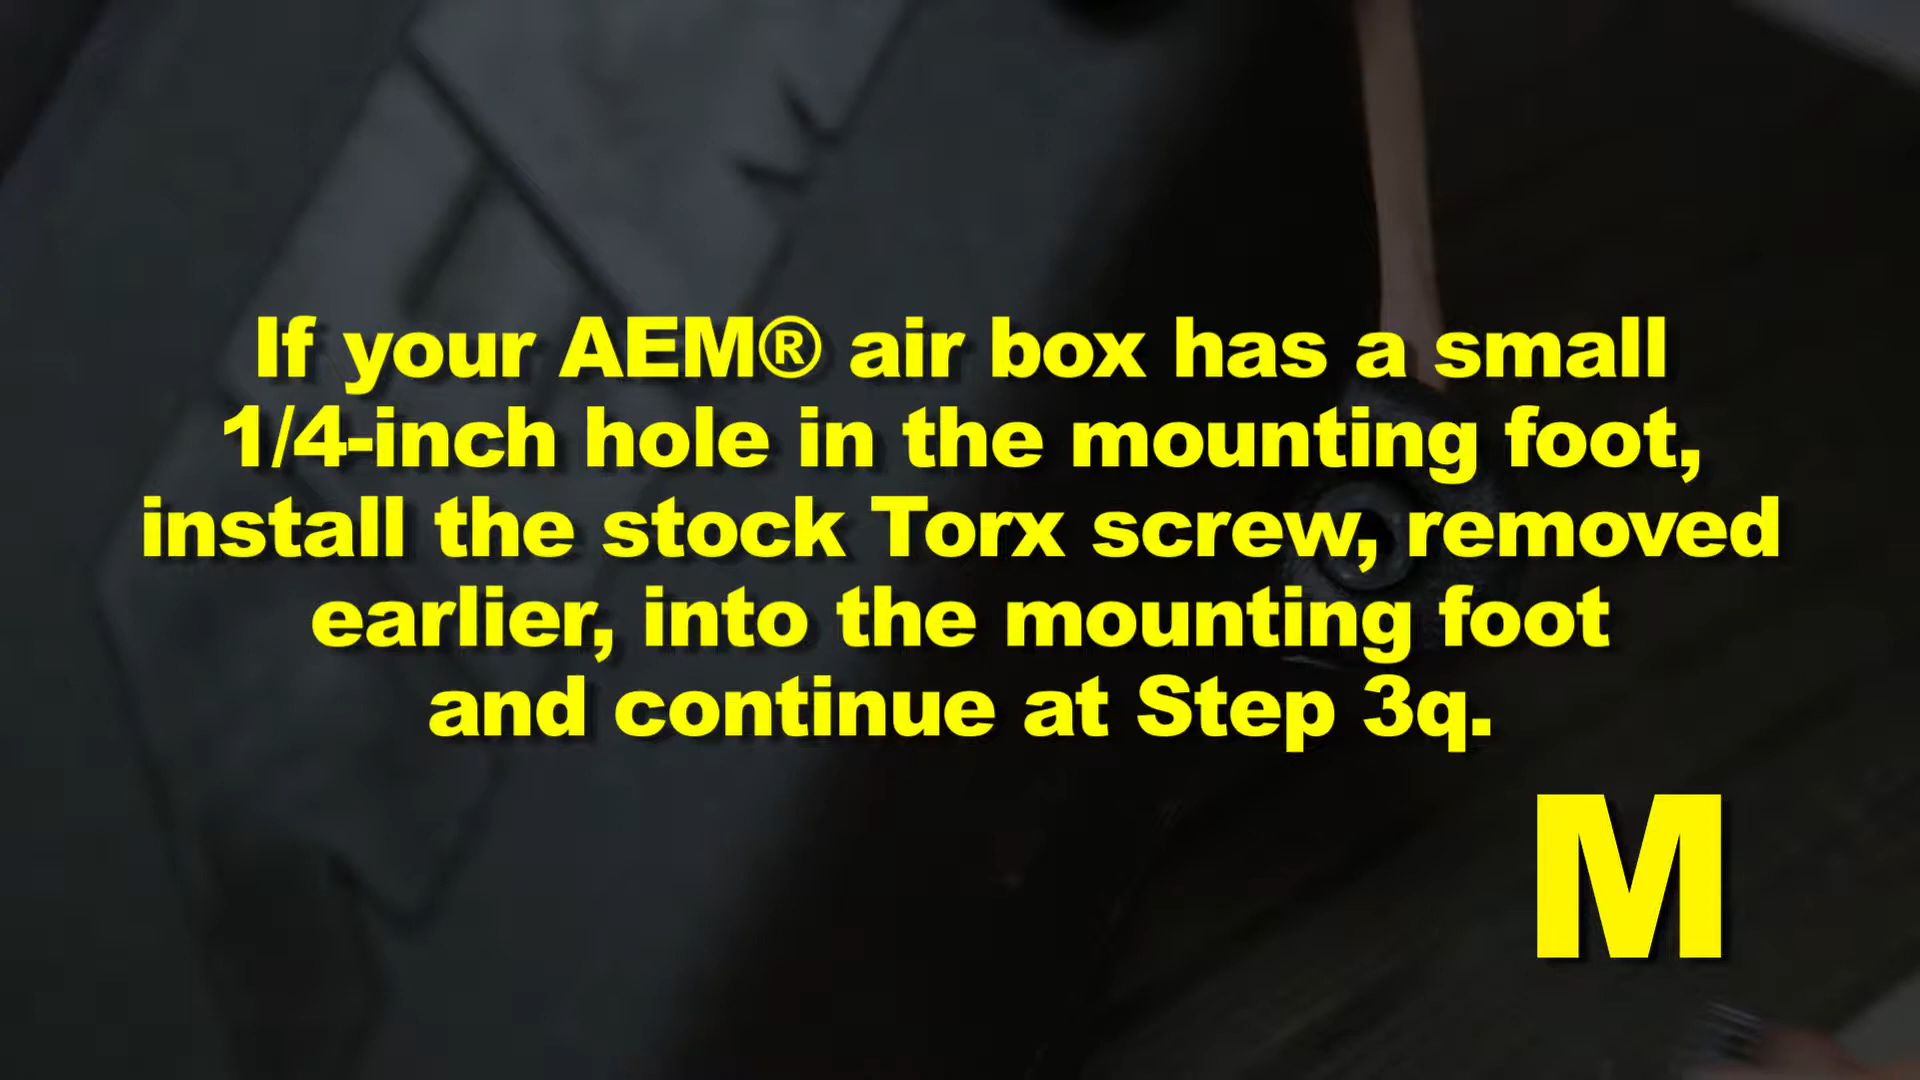 If your AEM® air box has a small
1/4-inch hole in the mounting foot,
install the stock Torx screw, removed
earlier, into the mounting foot
and continue at Step 3q.
M